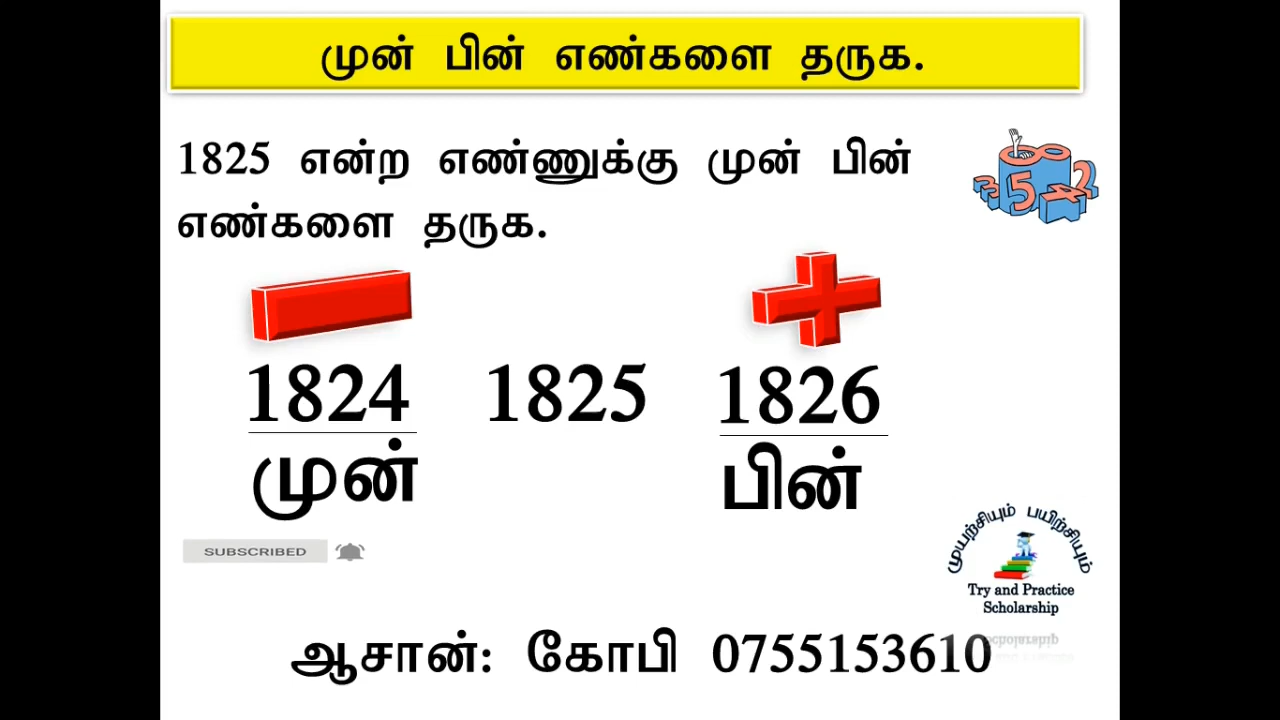 முன் பின் எண்களை தருக.
1825 என்ற எண்ணுக்கு முன் பின்
எண்களை தருக.
1824 1825 1826
முன் பின்
SUBSCRIBED
முயற்சியும் பயிற்சியும்
Try and Practice
Scholarship
ஆசான்: கோபி 0755153610